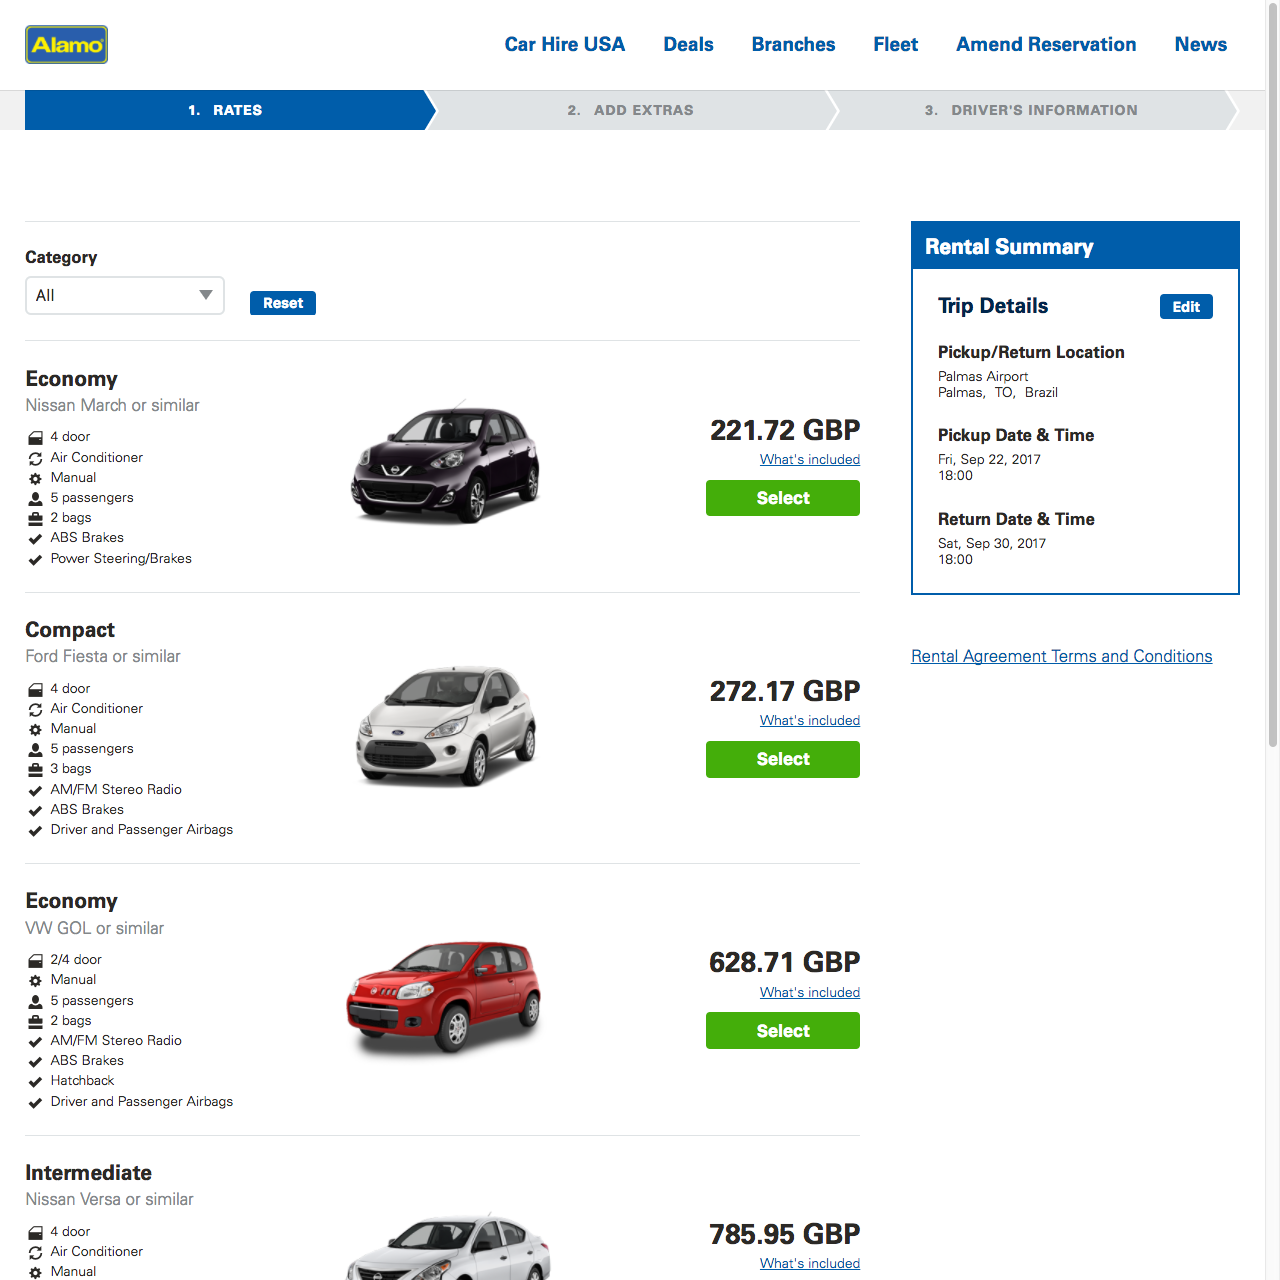 Alamo
Car Hire USA Deals Branches Fleet Amend Reservation News
1. RATES 2. ADD EXTRAS 3. DRIVER'S INFORMATION
Category
All
Reset
Economy
Nissan March or similar
4 door
Air Conditioner
Manual
5 passengers
2 bags
ABS Brakes
Power Steering/Brakes
221.72 GBP
What's included
Select
Compact
Ford Fiesta or similar
4 door
Air Conditioner
Manual
5 passengers
3 bags
AM/FM Stereo Radio
ABS Brakes
Driver and Passenger Airbags
272.17 GBP
What's included
Select
Economy
VW GOL or similar
2/4 door
Manual
5 passengers
2 bags
AM/FM Stereo Radio
ABS Brakes
Hatchback
Driver and Passenger Airbags
628.71 GBP
What's included
Select
Intermediate
Nissan Versa or similar
4 door
Air Conditioner
Manual
785.95 GBP
What's included
Rental Summary
Trip Details
Edit
Pickup/Return Location
Palmas Airport
Palmas, TO, Brazil
Pickup Date & Time
Fri, Sep 22, 2017
18:00
Return Date & Time
Sat, Sep 30, 2017
18:00
Rental Agreement Terms and Conditions